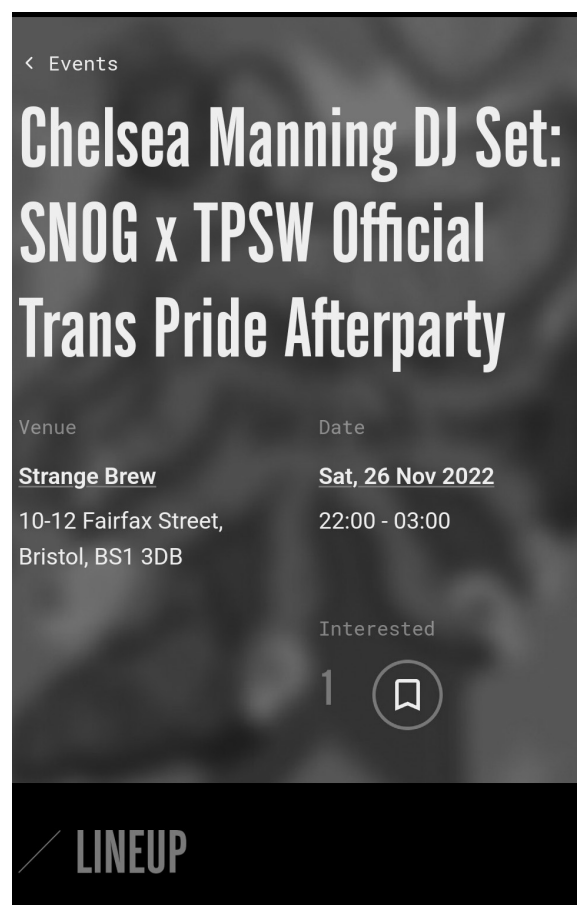 Events
Chelsea Manning DJ Set:
SNOG x TPSW Official
Trans Pride Afterparty
Venue
Strange Brew
10-12 Fairfax Street,
Bristol, BS1 3DB
Date
Sat, 26 Nov 2022
22:00 - 03:00
Interested
1
LINEUP